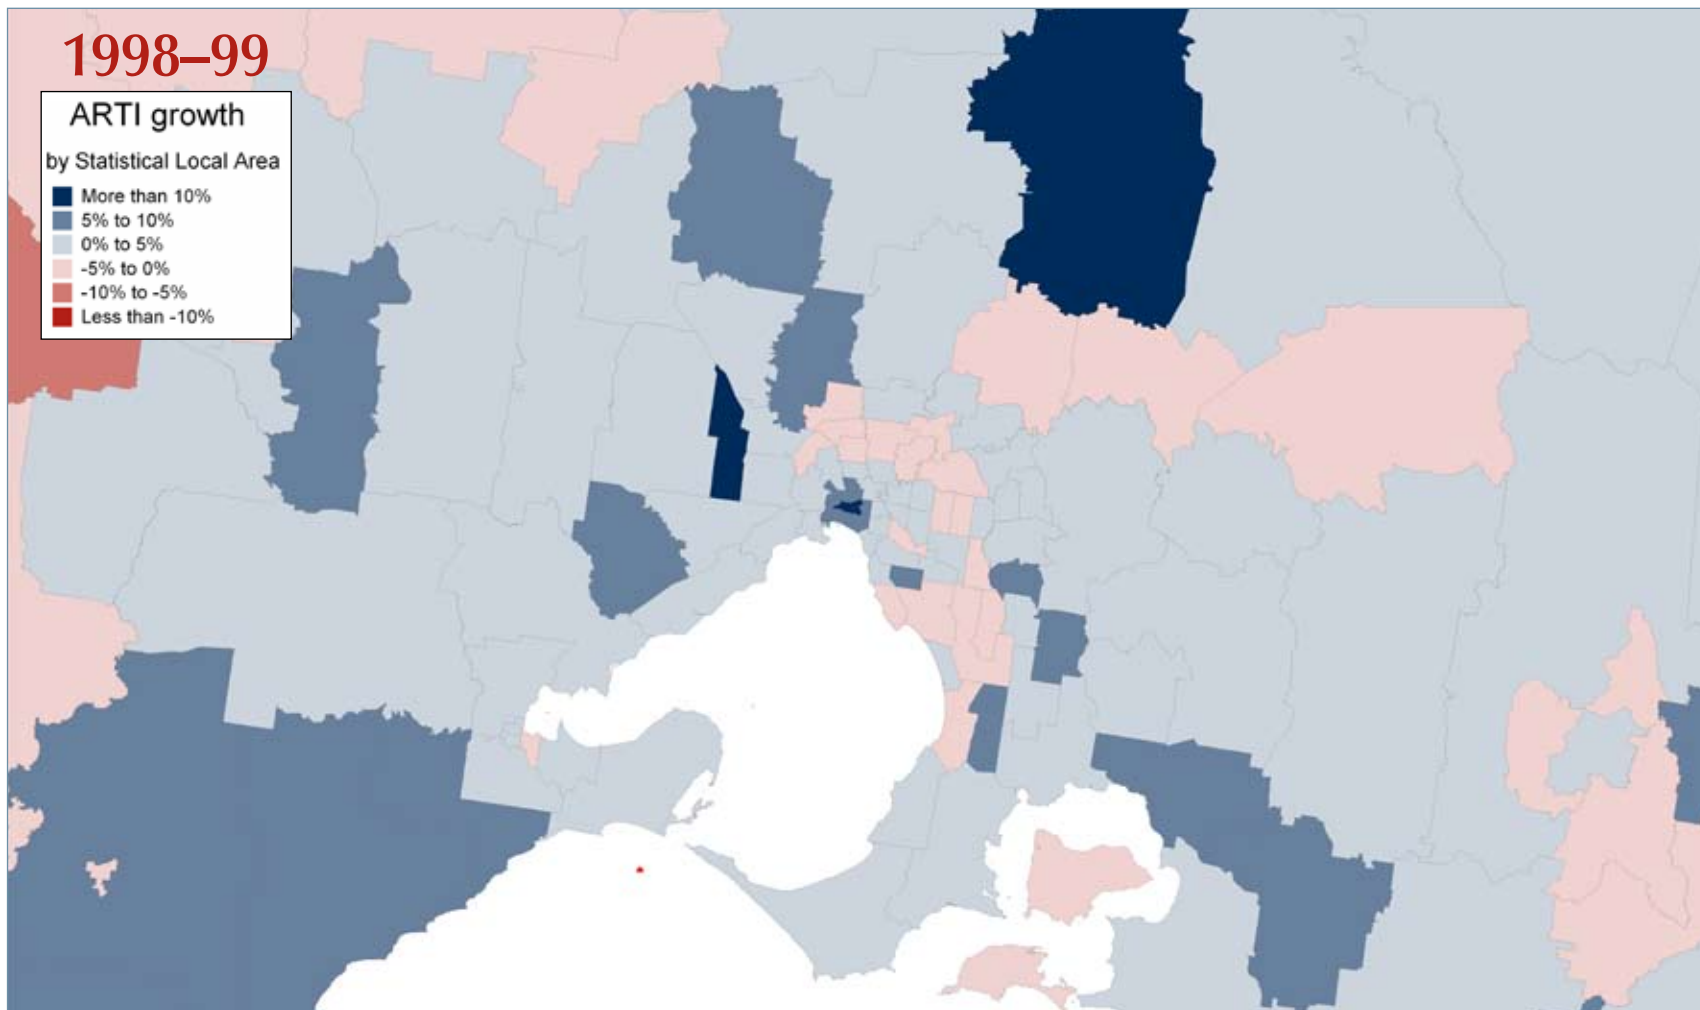 1998–99
ARTI growth
by Statistical Local Area
More than 10%
5% to 10%
0% to 5%
-5% to 0%
-10% to -5%
Less than -10%